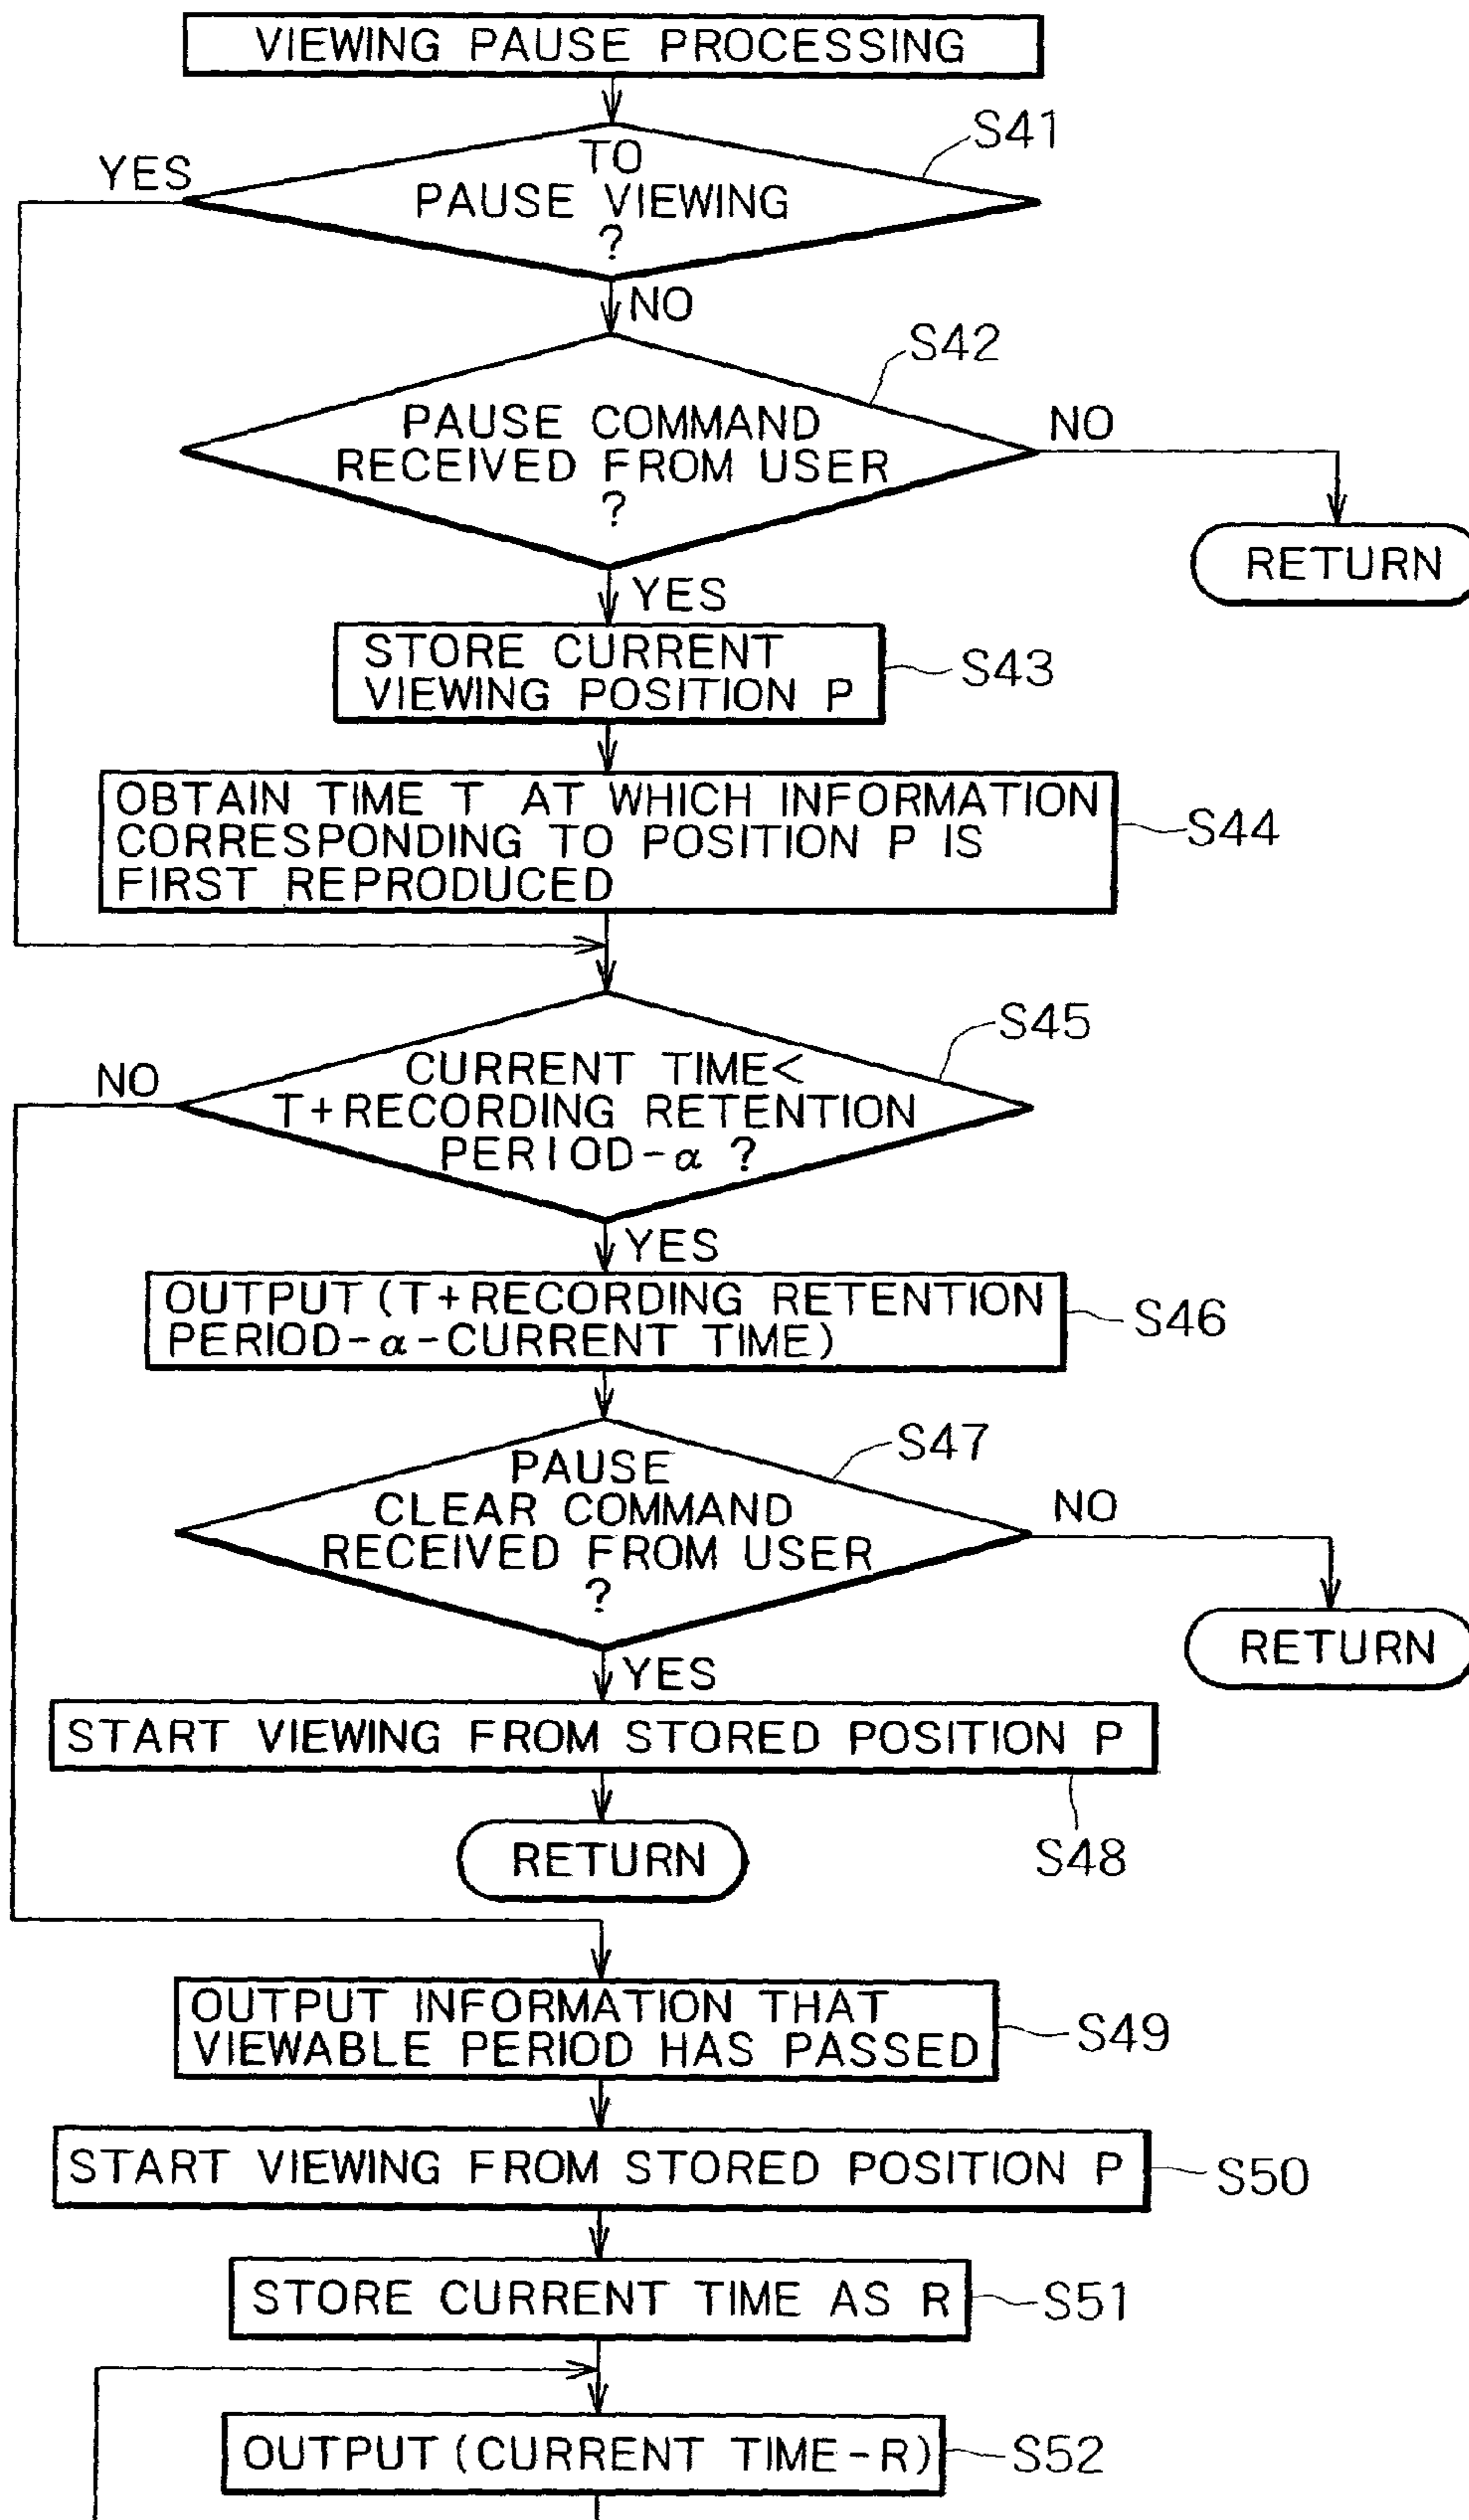 VIEWING PAUSE PROCESSING
S41
YES
TO
PAUSE VIEWING
?
NO
S42
PAUSE COMMAND
RECEIVED FROM USER
?
NO
RETURN
YES
STORE CURRENT
VIEWING POSITION P
S43
OBTAIN TIME T AT WHICH INFORMATION
CORRESPONDING TO POSITION P IS
FIRST REPRODUCED
S44
S45
NO
CURRENT TIME<
T+RECORDING RETENTION
PERIOD-α ?
YES
OUTPUT(T+RECORDING RETENTION
PERIOD-α-CURRENT TIME)
S46
S47
PAUSE
CLEAR COMMAND
RECEIVED FROM USER
?
NO
RETURN
YES
START VIEWING FROM STORED POSITION P
S48
RETURN
OUTPUT INFORMATION THAT
VIEWABLE PERIOD HAS PASSED
S49
START VIEWING FROM STORED POSITION P
S50
STORE CURRENT TIME AS R
S51
OUTPUT(CURRENT TIME-R)
S52